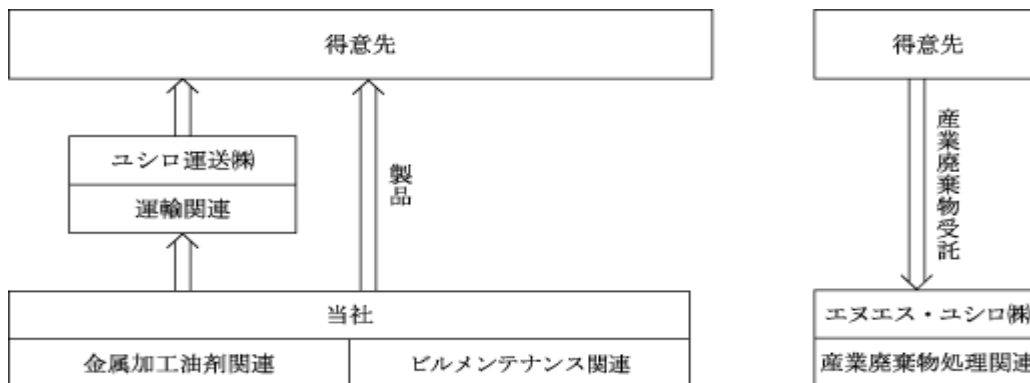 得意先
得意先
ユシロ運送㈱
運輸関連
製品
産業廃棄物受託
当社
金属加工油剤関連
ビルメンテナンス関連
エヌエス・ユシロ㈱
産業廃棄物処理関連